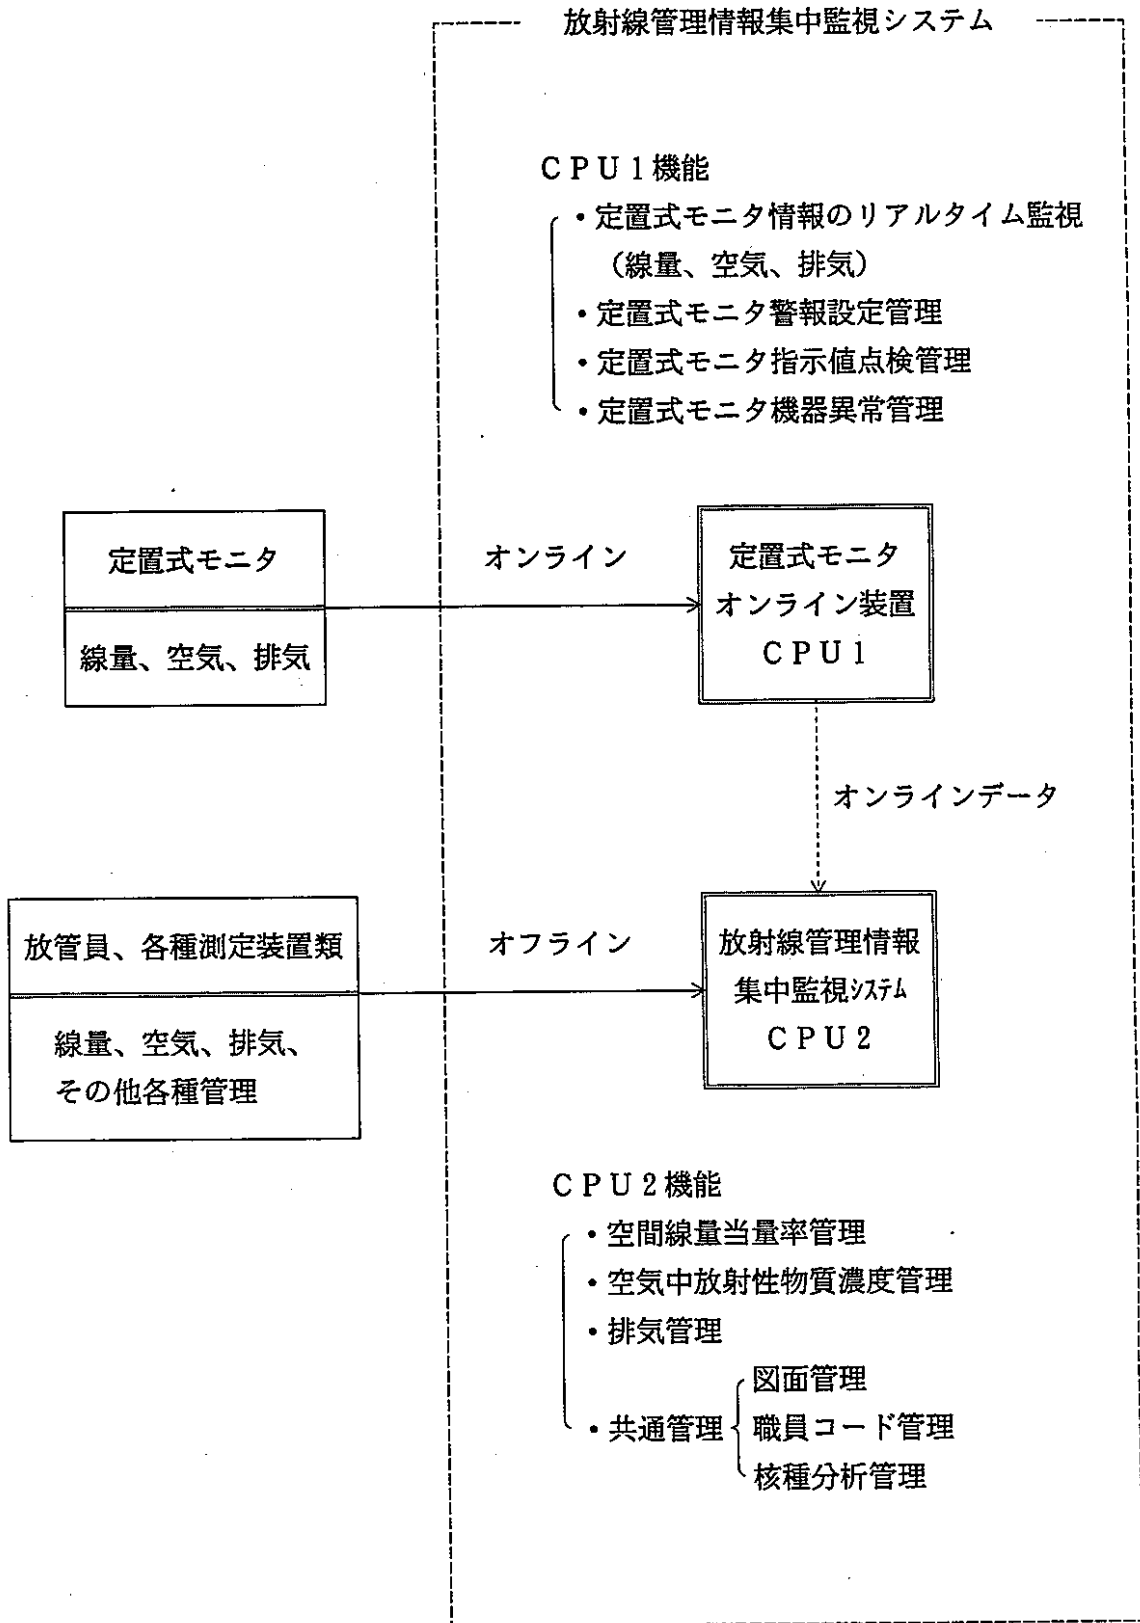 放射線管理情報集中監視システム
CPU1機能
・定置式モニタ情報のリアルタイム監視
（線量、空気、排気）
・定置式モニタ警報設定管理
・定置式モニタ指示値点検管理
・定置式モニタ機器異常管理
定置式モニタ
線量、空気、排気
オンライン
定置式モニタ
オンライン装置
CPU1
オンラインデータ
放管員、各種測定装置類
線量、空気、排気、
その他各種管理
オフライン
放射線管理情報
集中監視ｼｽﾃﾑ
CPU2
CPU2機能
・空間線量当量率管理
・空気中放射性物質濃度管理
・排気管理
・共通管理
図面管理
職員コード管理
核種分析管理